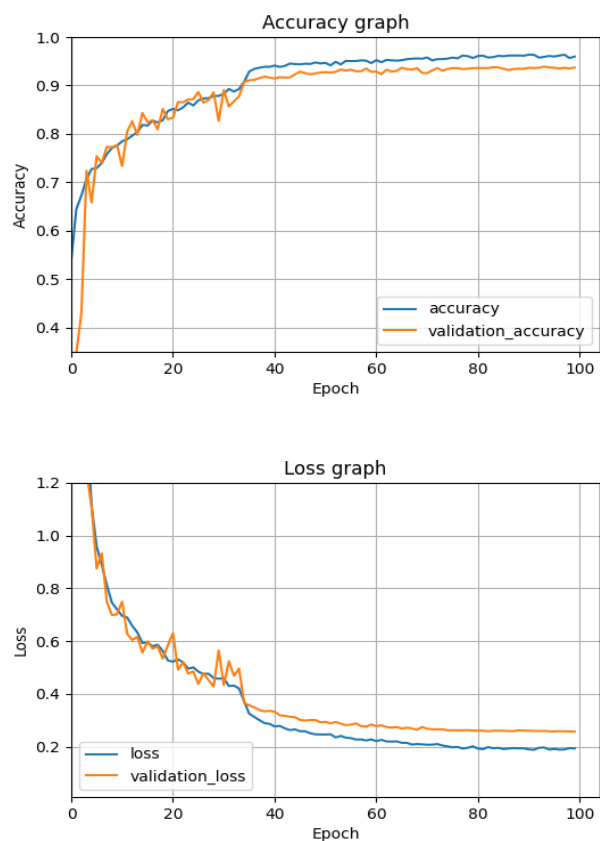 Accuracy graph
1.0
0.9
0.8
0.7
0.6
0.5
0.4
Accuracy
accuracy
validation_accuracy
0 20 40 60 80 100
Epoch
Loss graph
1.2
1.0
0.8
0.6
0.4
0.2
Loss
loss
validation_loss
0 20 40 60 80 100
Epoch